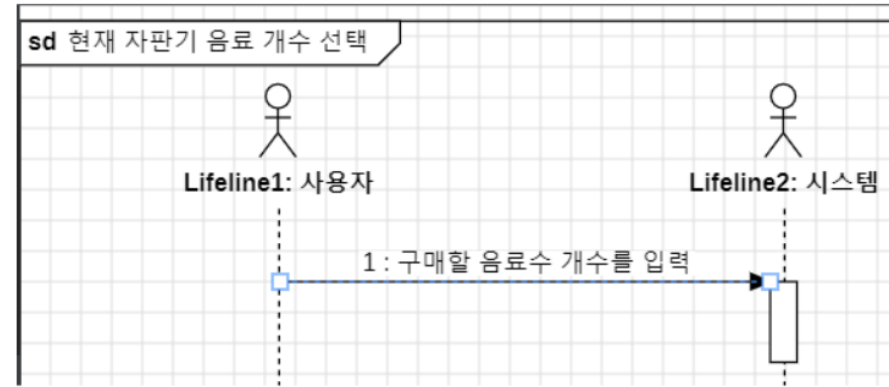 sd 현재 자판기 음료 개수 선택
Lifeline1: 사용자
Lifeline2: 시스템
1 : 구매할 음료수 개수를 입력